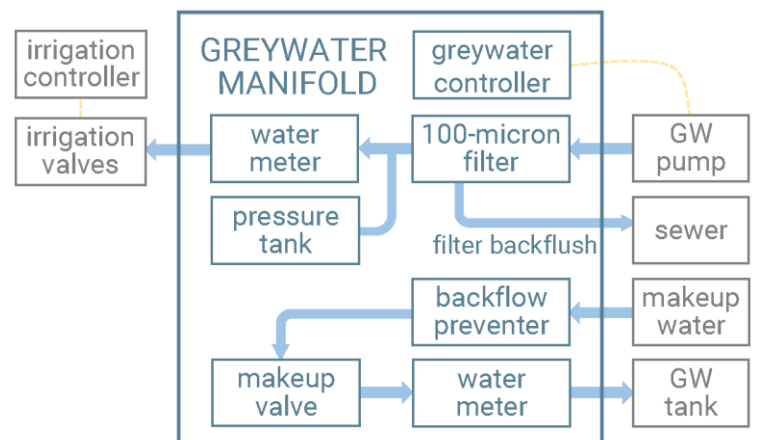 GREYWATER
MANIFOLD
irrigation
controller
greywater
controller
irrigation
valves
water
meter
100-micron
filter
GW
pump
pressure
tank
filter backflush
sewer
backflow
preventer
makeup
water
makeup
valve
water
meter
GW
tank